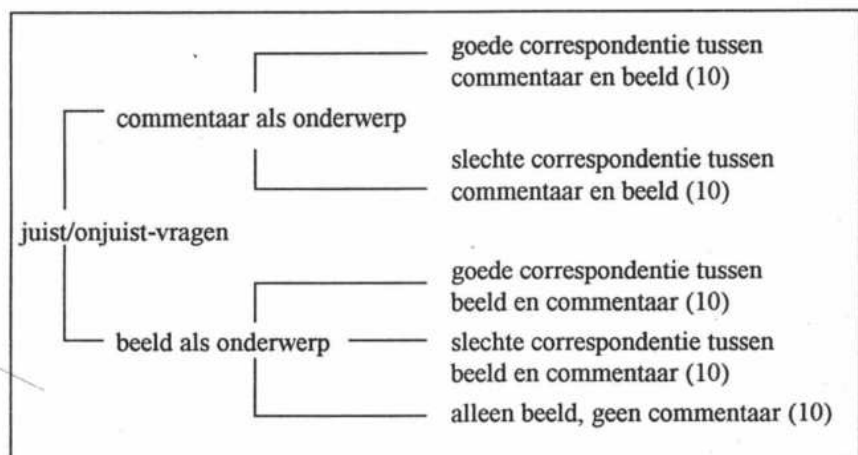 goede correspondentie tussen
commentaar en beeld (10)
commentaar als onderwerp
slechte correspondentie tussen
commentaar en beeld (10)
juist/onjuist-vragen
goede correspondentie tussen
beeld en commentaar (10)
beeld als onderwerp
slechte correspondentie tussen
beeld en commentaar (10)
alleen beeld, geen commentaar (10)